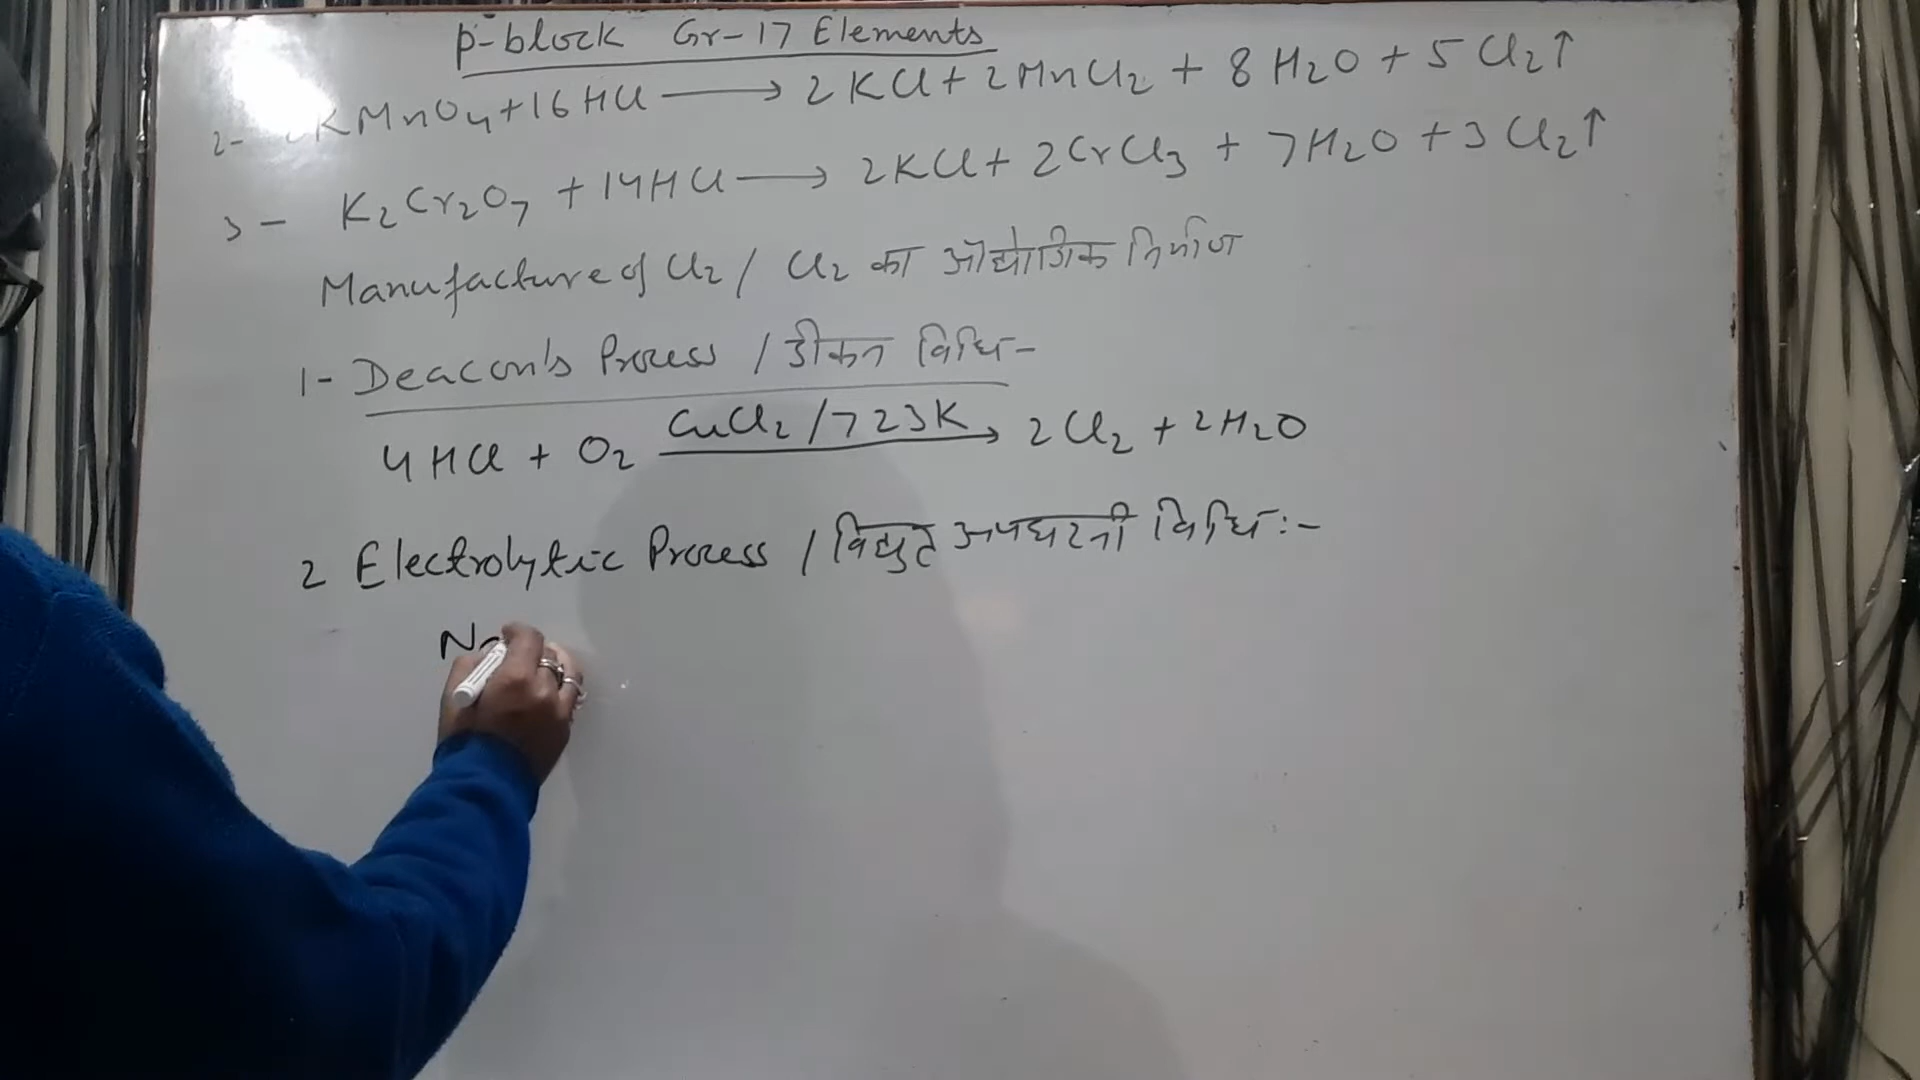 p-block Gr-17 Elements
2- KMnO4+16HCl → 2KCl+2MnCl2 + 8H2O + 5Cl2↑
3- K2Cr2O7 + 14HCl → 2KCl+ 2CrCl3 + 7H2O + 3Cl2↑
Manufacture of Cl2 / Cl2 का औद्योगिक निर्माण
1- Deacon's Process / डीकन विधि-
4HCl + O2 CuCl2/723K → 2Cl2 + 2H2O
2 Electrolytic Process / विद्युत अपघटनी विधि:-
Na